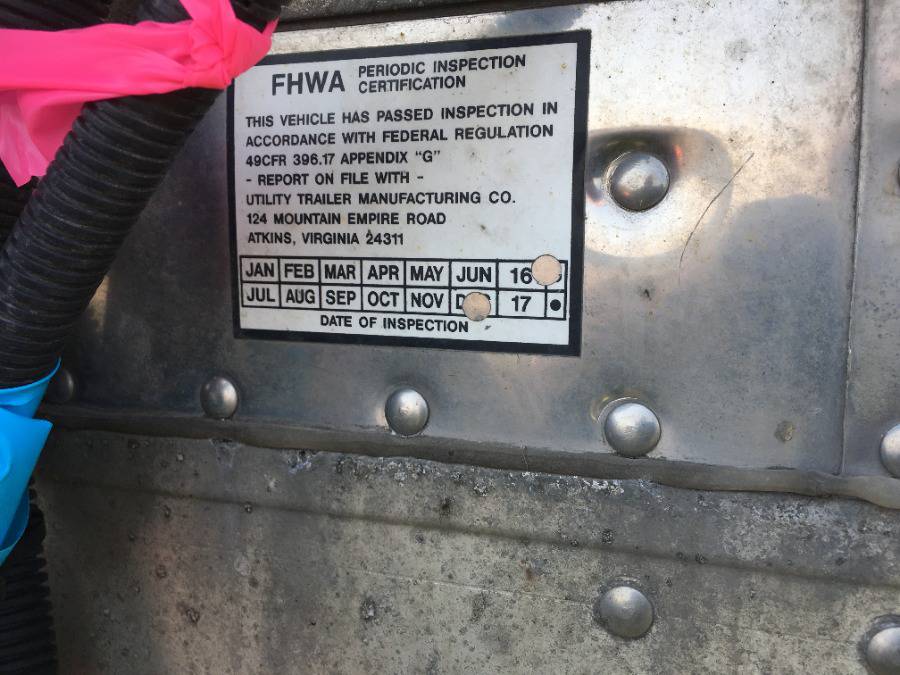 FHWA PERIODIC INSPECTION
CERTIFICATION
THIS VEHICLE HAS PASSED INSPECTION IN
ACCORDANCE WITH FEDERAL REGULATION
49CFR 396.17 APPENDIX "G"
- REPORT ON FILE WITH -
UTILITY TRAILER MANUFACTURING CO.
124 MOUNTAIN EMPIRE ROAD
ATKINS, VIRGINIA 24311
JAN FEB MAR APR MAY JUN 16
JUL AUG SEP OCT NOV 17
DATE OF INSPECTION